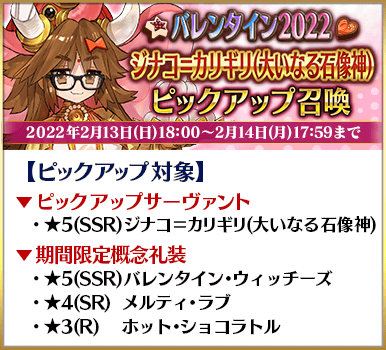 バレンタイン2022
ジナコ＝カリギリ(大いなる石像神)
ピックアップ召喚
2022年2月13日(日)18:00～2月14日(月)17:59まで
【ピックアップ対象】
▼ピックアップサーヴァント
・★5(SSR)ジナコ＝カリギリ(大いなる石像神)
▼期間限定概念礼装
・★5(SSR)バレンタイン・ウィッチーズ
・★4(SR) メルティ・ラブ
・★3(R) ホット・ショコラトル